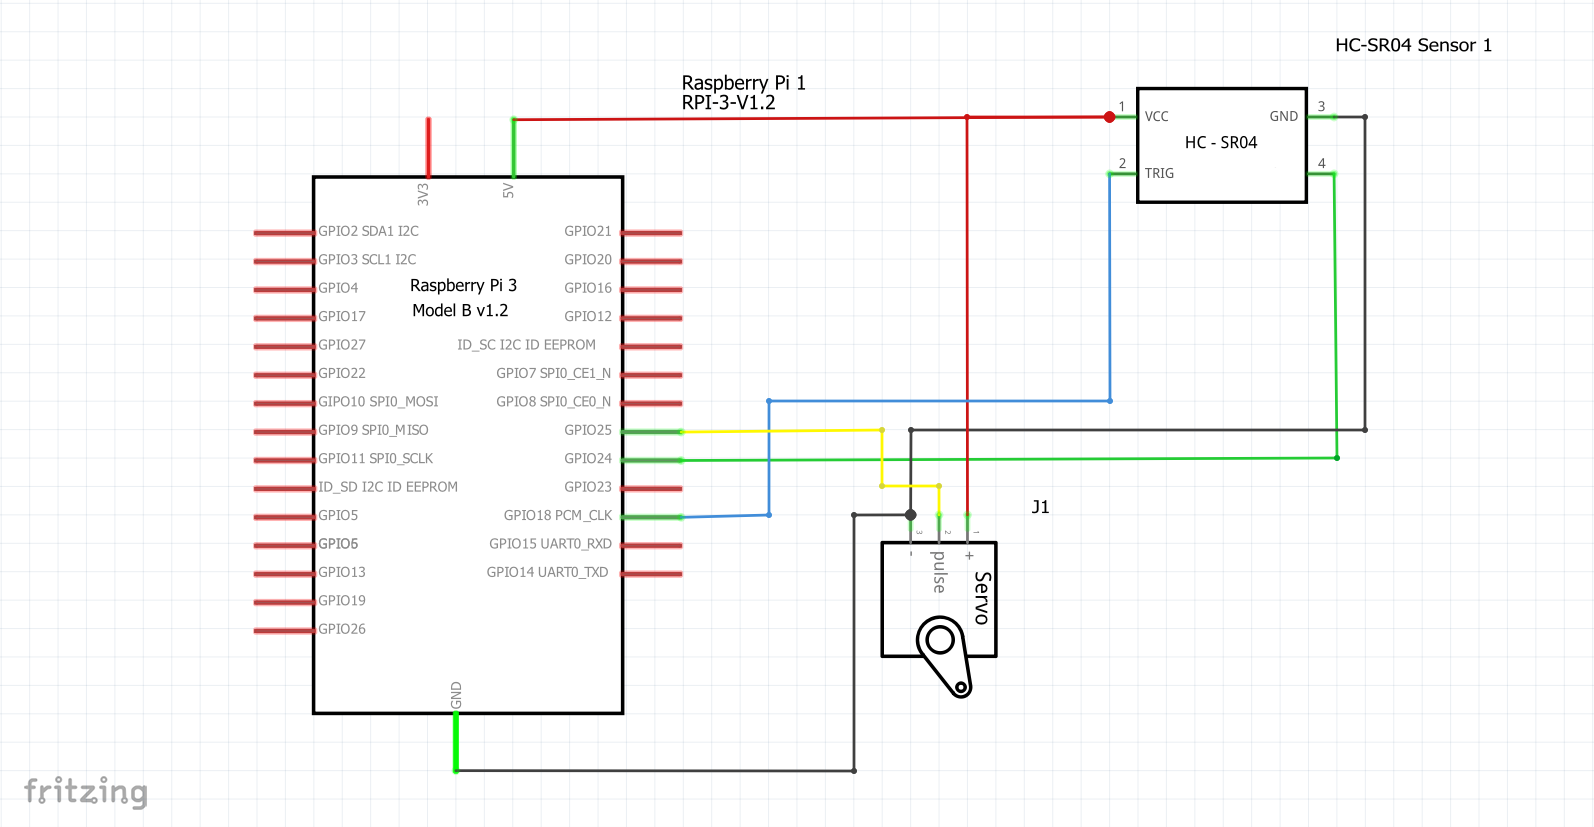 HC-SR04 Sensor 1
Raspberry Pi 1
RPI-3-V1.2
1
VCC
GND
3
HC - SR04
2
TRIG
4
3V3
5V
GPIO2 SDA1 I2C
GPIO21
GPIO3 SCL1 I2C
GPIO20
Raspberry Pi 3
GPIO4
GPIO16
Model B v1.2
GPIO17
GPIO12
GPIO27
ID_SC I2C ID EEPROM
GPIO22
GPIO7 SPI0_CE1_N
GIPO10 SPI0_MOSI
GPIO8 SPI0_CE0_N
GPIO9 SPI0_MISO
GPIO25
GPIO11 SPI0_SCLK
GPIO24
ID_SD I2C ID EEPROM
GPIO23
GPIO5
GPIO18 PCM_CLK
GPIO6
GPIO15 UART0_RXD
GPIO13
GPIO14 UART0_TXD
GPIO19
GPIO26
GND
J1
3
2
1
-
pulse
+
Servo
fritzing